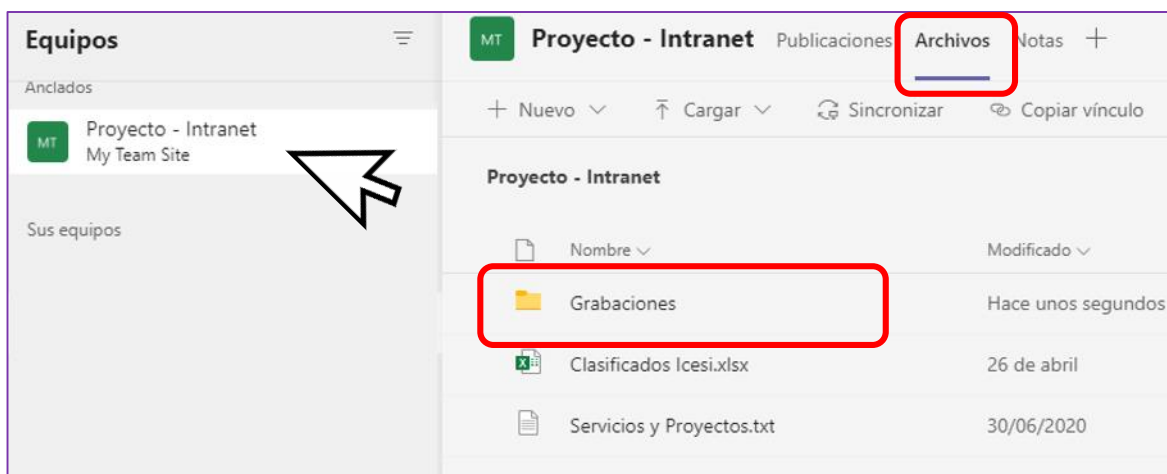 Equipos
Anclados
MT
Proyecto - Intranet
My Team Site
Sus equipos
MT Proyecto - Intranet Publicaciones Archivos Notas +
+ Nuevo Cargar Sincronizar Copiar vínculo
Proyecto - Intranet
Nombre Modificado
Grabaciones Hace unos segundos
Clasificados Icesi.xlsx 26 de abril
Servicios y Proyectos.txt 30/06/2020